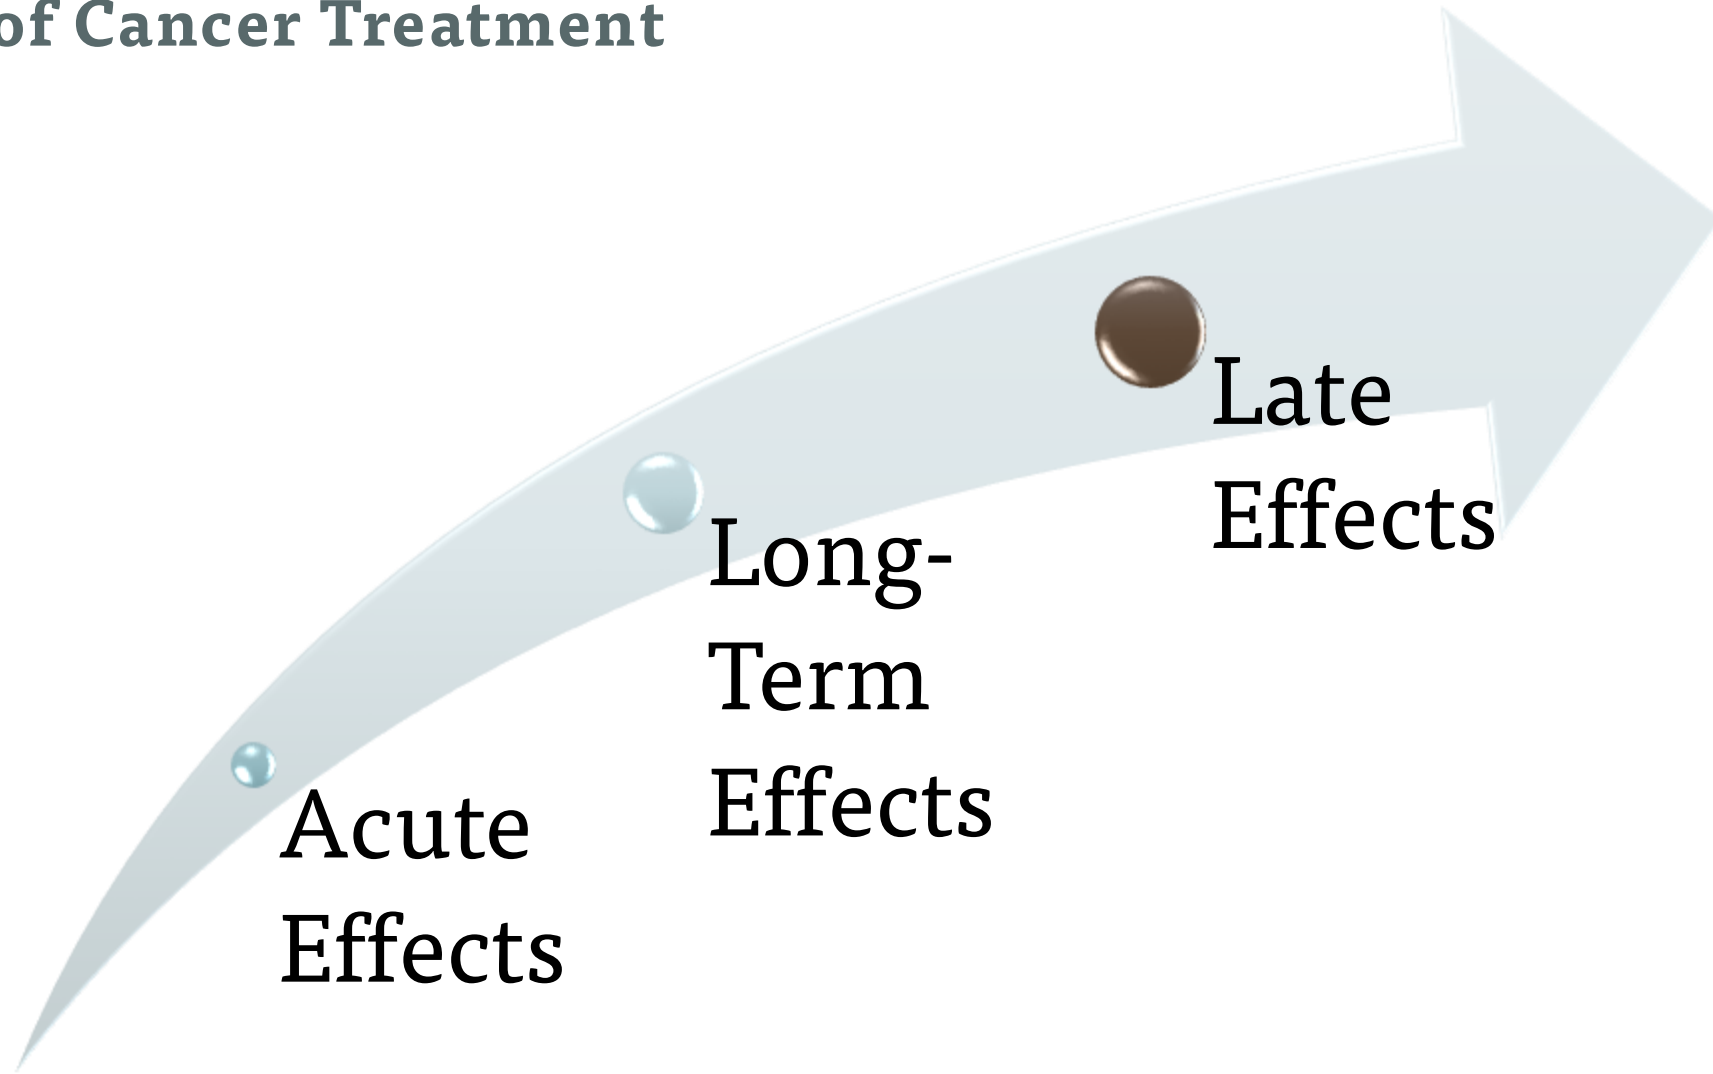 of Cancer Treatment
Late
Effects
Long-
Term
Effects
Acute
Effects